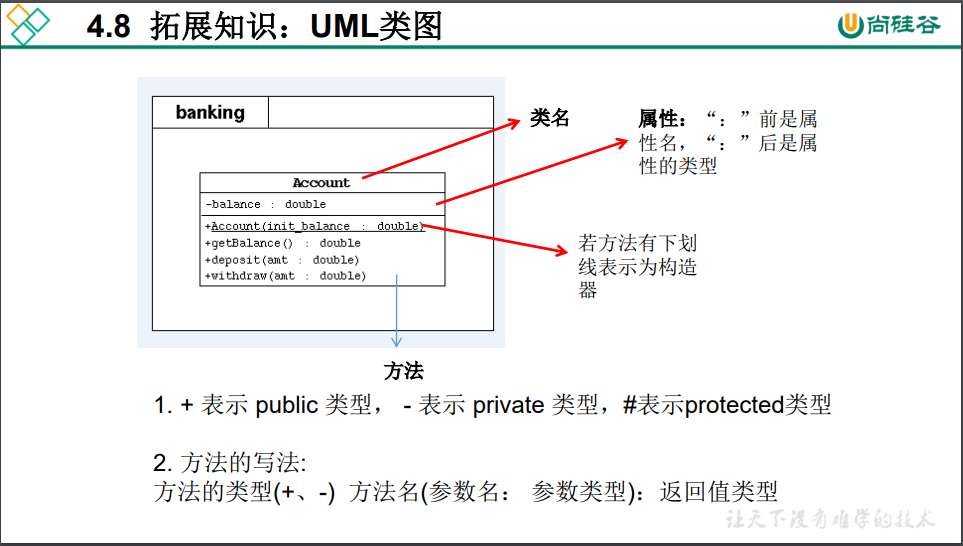 4.8 拓展知识：UML类图
尚硅谷
banking
Account
-balance : double
+Account(init_balance : double)
+getBalance() : double
+deposit(amt : double)
+withdraw(amt : double)
类名
属性：“：”前是属
性名，“：”后是属
性的类型
若方法有下划
线表示为构造
器
方法
1. + 表示 public 类型， - 表示 private 类型，#表示protected类型
2. 方法的写法:
方法的类型(+、-) 方法名(参数名： 参数类型)：返回值类型
让天下没有难学的技术